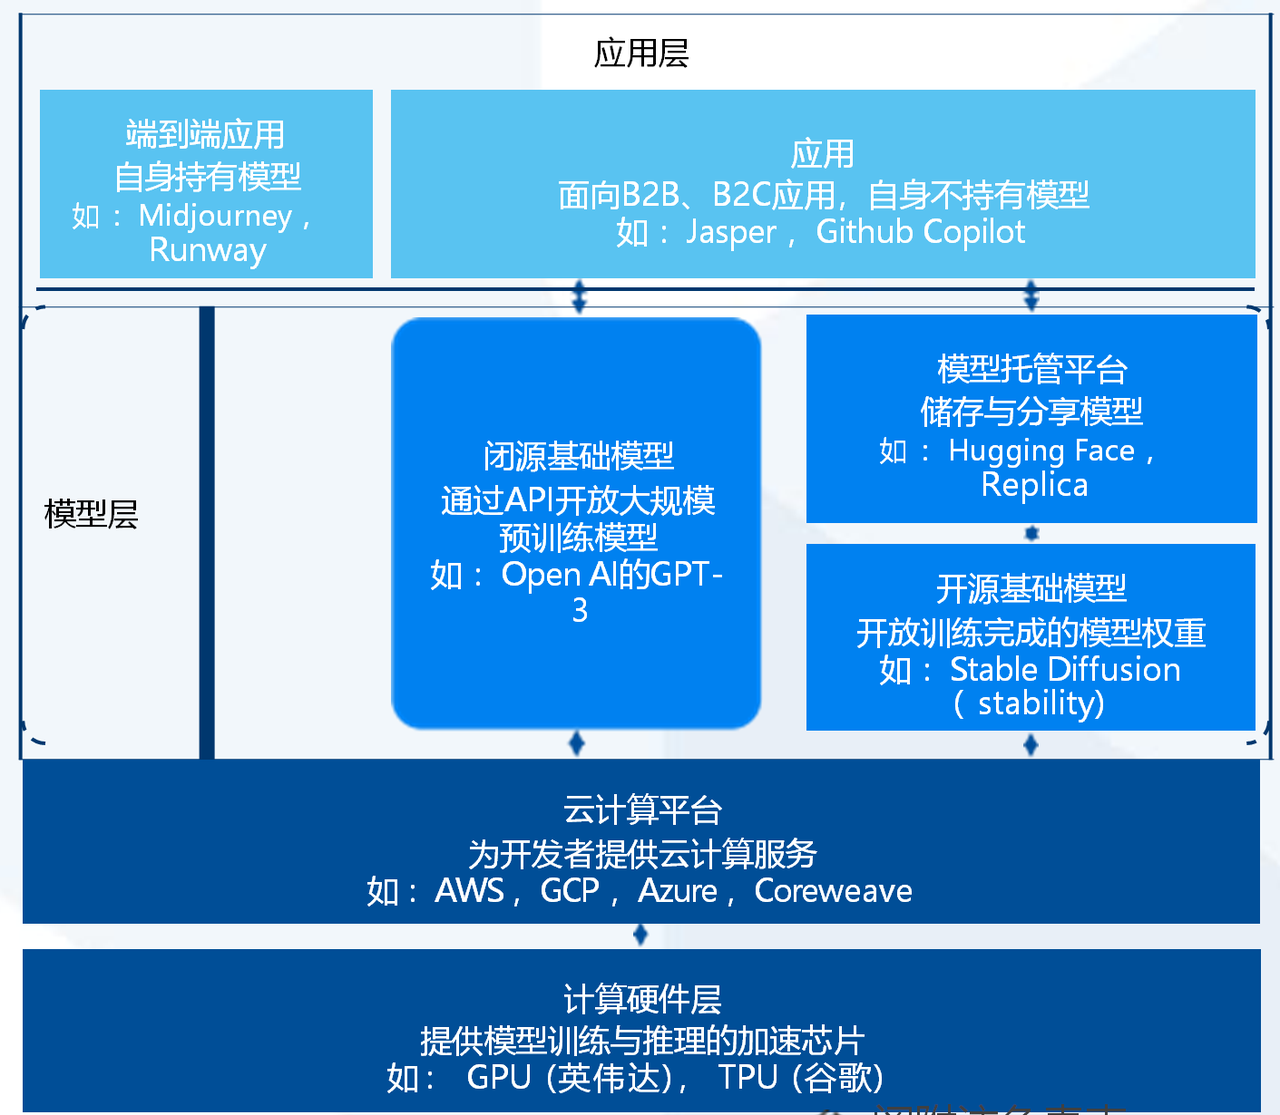 应用层
端到端应用
自身持有模型
如：Midjourney，
Runway
应用
面向B2B、B2C应用，自身不持有模型
如：Jasper，Github Copilot
模型层
闭源基础模型
通过API开放大规模
预训练模型
如：Open AI的GPT-
3
模型托管平台
储存与分享模型
如：Hugging Face，
Replica
开源基础模型
开放训练完成的模型权重
如：Stable Diffusion
（stability)
云计算平台
为开发者提供云计算服务
如：AWS，GCP，Azure，Coreweave
计算硬件层
提供模型训练与推理的加速芯片
如： GPU (英伟达)， TPU (谷歌)